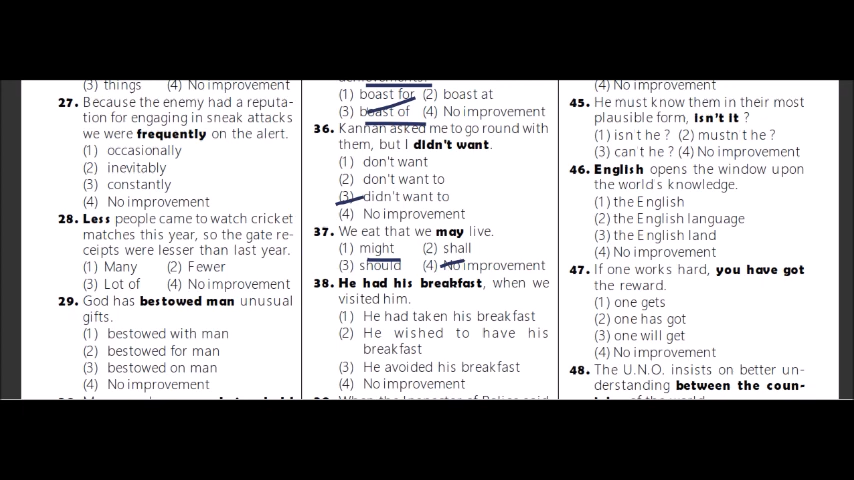 (3) things (4) No improvement
27. Because the enemy had a reputa-
tion for engaging in sneak attacks
we were frequently on the alert.
(1) occasionally
(2) inevitably
(3) constantly
(4) No improvement
28. Less people came to watch cricket
matches this year, so the gate re-
ceipts were lesser than last year.
(1) Many (2) Fewer
(3) Lot of (4) No improvement
29. God has bestowed man unusual
gifts.
(1) bestowed with man
(2) bestowed for man
(3) bestowed on man
(4) No improvement
(1) boast for (2) boast at
(3) boast of (4) No improvement
36. Kannan asked me to go round with
them, but I didn't want.
(1) don't want
(2) don't want to
(3) didn't want to
(4) No improvement
37. We eat that we may live.
(1) might (2) shall
(3) should (4) No improvement
38. He had his breakfast, when we
visited him.
(1) He had taken his breakfast
(2) He wished to have his
breakfast
(3) He avoided his breakfast
(4) No improvement
(4) No improvement
45. He must know them in their most
plausible form, isn't it ?
(1) isn t he ? (2) mustn t he ?
(3) can't he ? (4) No improvement
46. English opens the window upon
the world s knowledge.
(1) the English
(2) the English language
(3) the English land
(4) No improvement
47. If one works hard, you have got
the reward.
(1) one gets
(2) one has got
(3) one will get
(4) No improvement
48. The U.N.O. insists on better un-
derstanding between the coun-